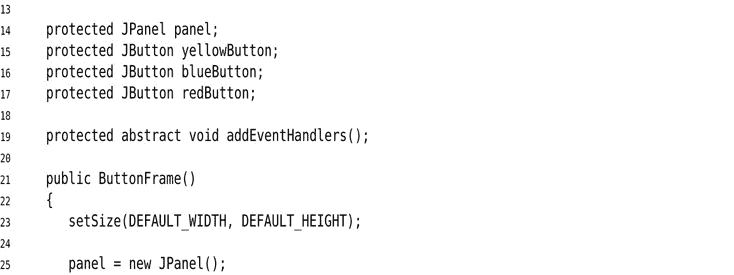 13
14 protected JPanel panel;
15 protected JButton yellowButton;
16 protected JButton blueButton;
17 protected JButton redButton;
18
19 protected abstract void addEventHandlers();
20
21 public ButtonFrame()
22 {
23 setSize(DEFAULT_WIDTH, DEFAULT_HEIGHT);
24
25 panel = new JPanel();